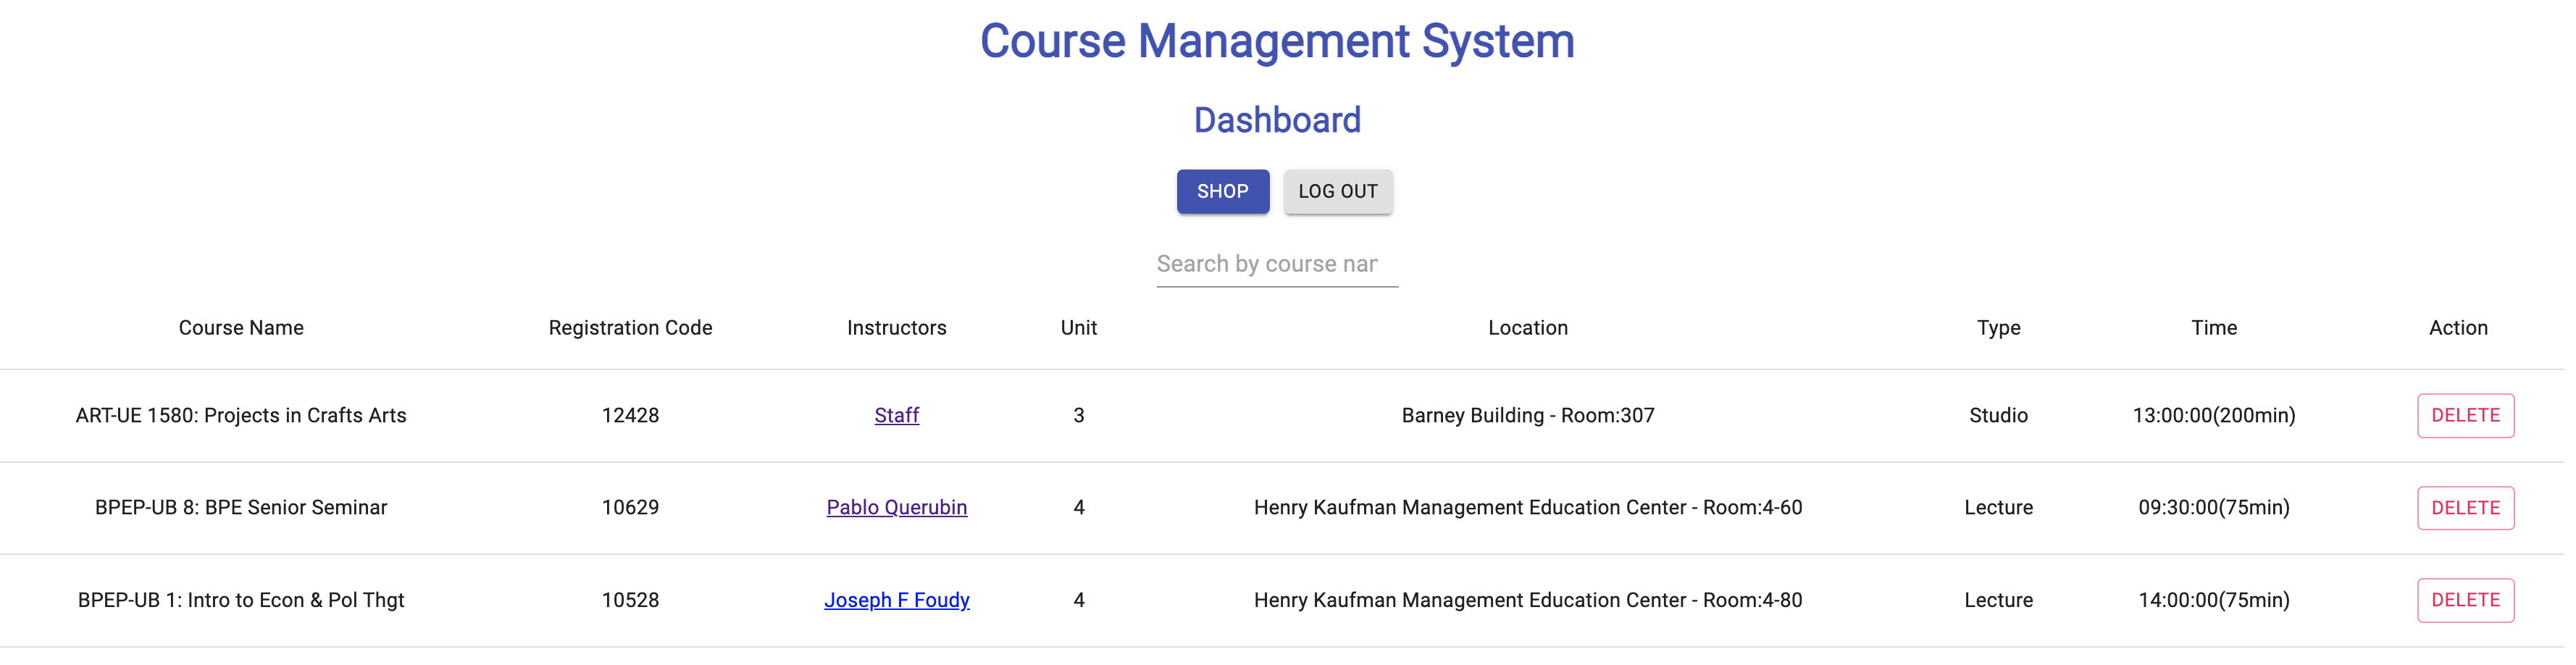 Course Management System
Dashboard
SHOP LOG OUT
Search by course nar
Course Name Registration Code Instructors Unit Location Type Time Action
ART-UE 1580: Projects in Crafts Arts 12428 Staff 3 Barney Building - Room:307 Studio 13:00:00(200min) DELETE
BPEP-UB 8: BPE Senior Seminar 10629 Pablo Querubin 4 Henry Kaufman Management Education Center - Room:4-60 Lecture 09:30:00(75min) DELETE
BPEP-UB 1: Intro to Econ & Pol Thgt 10528 Joseph F Foudy 4 Henry Kaufman Management Education Center - Room:4-80 Lecture 14:00:00(75min) DELETE